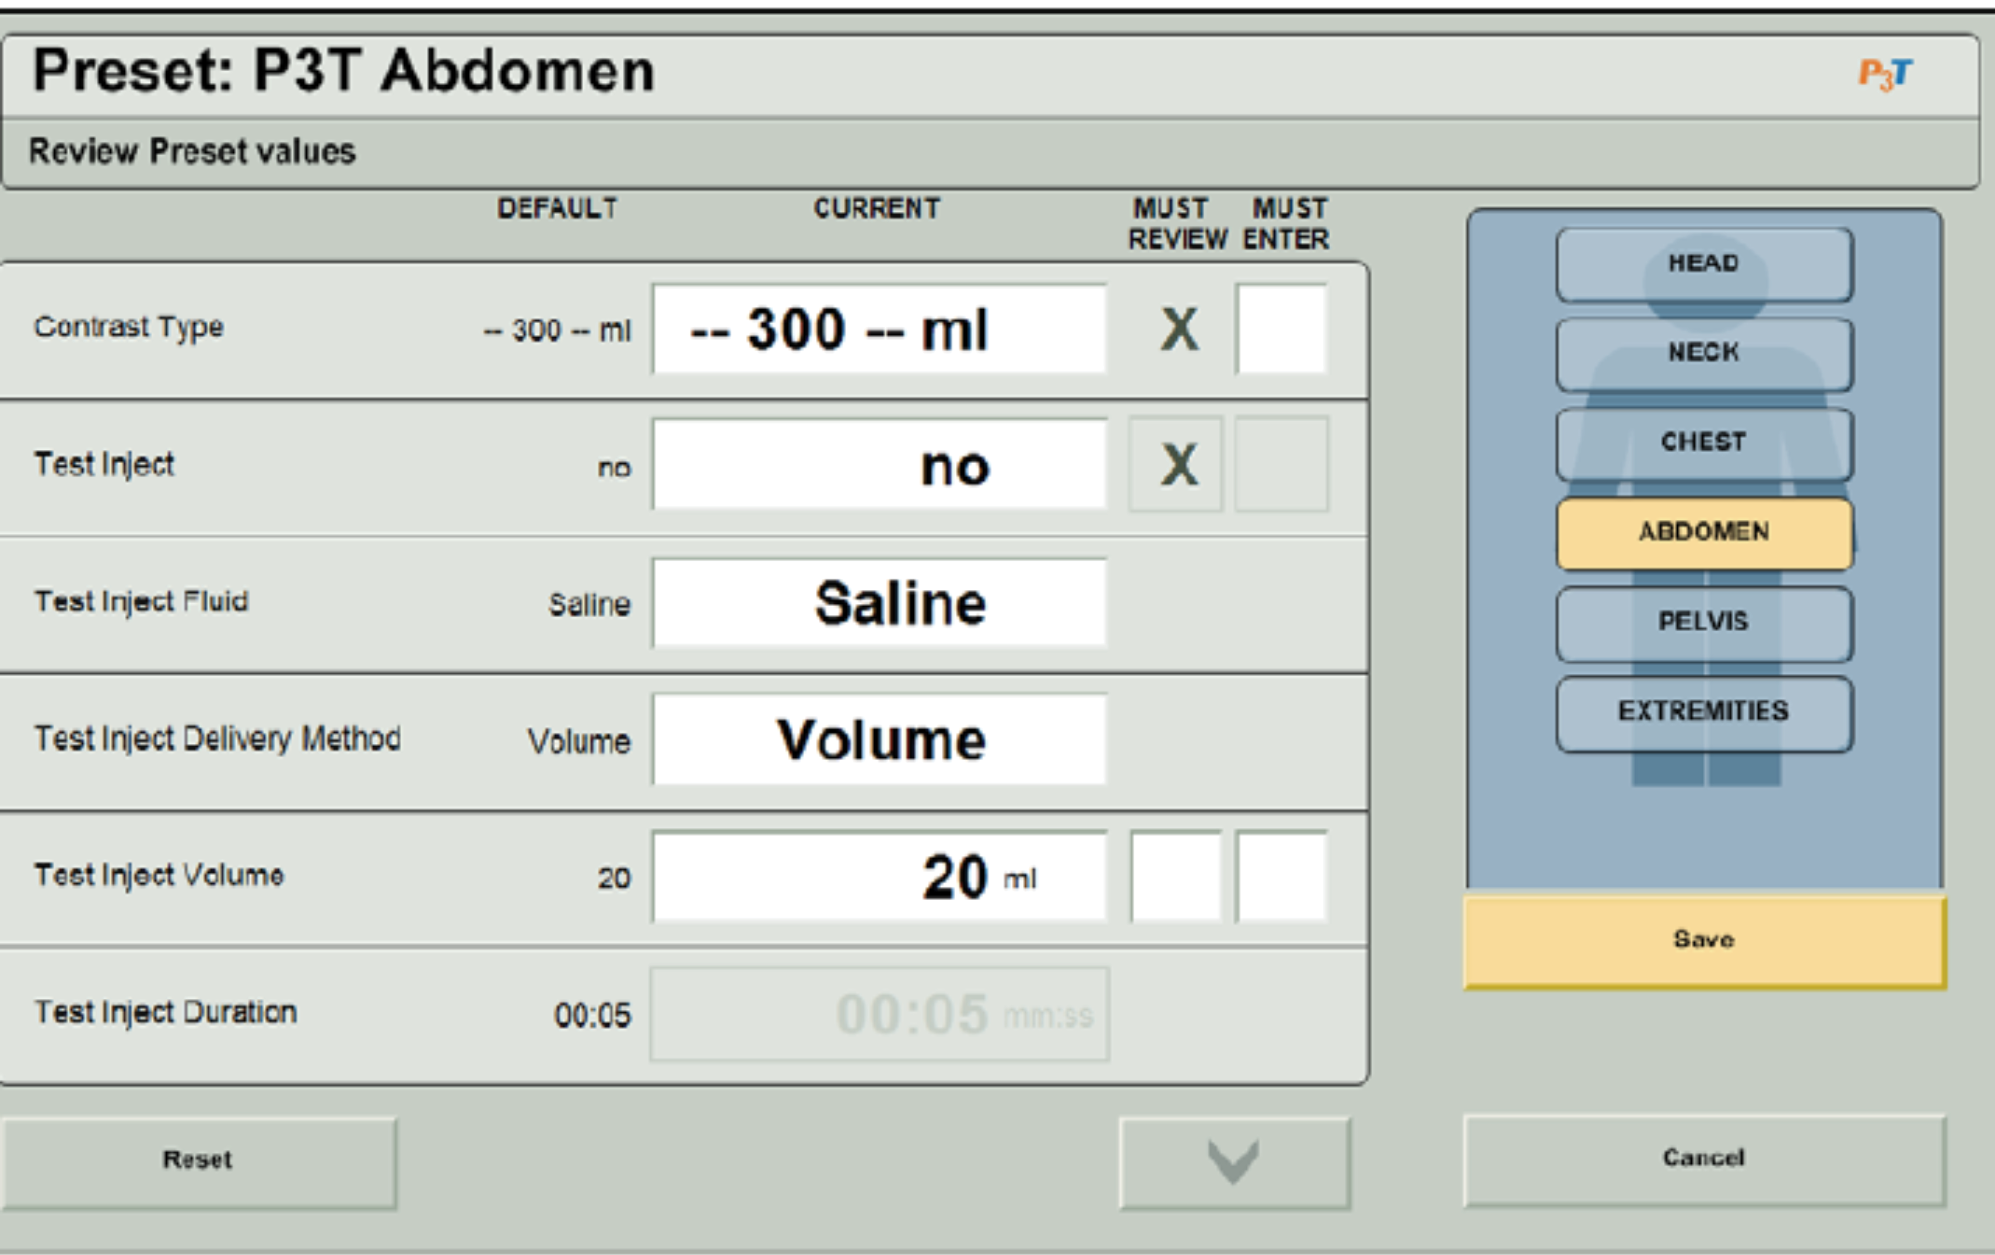 Preset: P3T Abdomen
P3T
Review Preset values
DEFAULT CURRENT MUST REVIEW MUST ENTER
Contrast Type -- 300 -- ml -- 300 -- ml X
Test Inject no no X
Test Inject Fluid Saline Saline
Test Inject Delivery Method Volume Volume
Test Inject Volume 20 20 ml
Test Inject Duration 00:05 00:05 mm:ss
HEAD
NECK
CHEST
ABDOMEN
PELVIS
EXTREMITIES
Save
Reset
Cancel